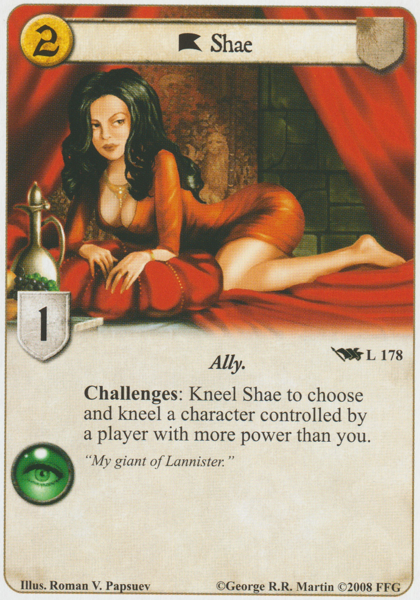 2
Shae
1
L 178
Ally.
Challenges: Kneel Shae to choose
and kneel a character controlled by
a player with more power than you.
“My giant of Lannister.”
Illus. Roman V. Papsuev
©George R.R. Martin ©2008 FFG